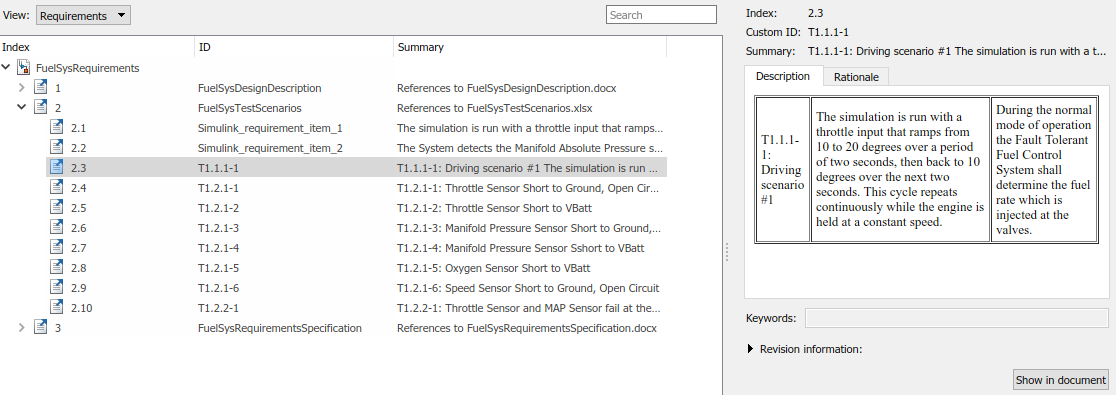 View: Requirements
Search
Index ID Summary
FuelSysRequirements
1 FuelSysDesignDescription References to FuelSysDesignDescription.docx
2 FuelSysTestScenarios References to FuelSysTestScenarios.xlsx
2.1 Simulink_requirement_item_1 The simulation is run with a throttle input that ramps...
2.2 Simulink_requirement_item_2 The System detects the Manifold Absolute Pressure s...
2.3 T1.1.1-1 T1.1.1-1: Driving scenario #1 The simulation is run ...
2.4 T1.2.1-1 T1.2.1-1: Throttle Sensor Short to Ground, Open Circ...
2.5 T1.2.1-2 T1.2.1-2: Throttle Sensor Short to VBatt
2.6 T1.2.1-3 T1.2.1-3: Manifold Pressure Sensor Short to Ground,...
2.7 T1.2.1-4 T1.2.1-4: Manifold Pressure Sensor Sshort to VBatt
2.8 T1.2.1-5 T1.2.1-5: Oxygen Sensor Short to VBatt
2.9 T1.2.1-6 T1.2.1-6: Speed Sensor Short to Ground, Open Circuit
2.10 T1.2.2-1 T1.2.2-1: Throttle Sensor and MAP Sensor fail at the...
3 FuelSysRequirementsSpecification References to FuelSysRequirementsSpecification.docx
Index: 2.3
Custom ID: T1.1.1-1
Summary: T1.1.1-1: Driving scenario #1 The simulation is run with a t...
Description Rationale
T1.1.1-
1:
Driving
scenario
#1
The simulation is run with a
throttle input that ramps from
10 to 20 degrees over a period
of two seconds, then back to 10
degrees over the next two
seconds. This cycle repeats
continuously while the engine is
held at a constant speed.
During the normal
mode of operation
the Fault Tolerant
Fuel Control
System shall
determine the fuel
rate which is
injected at the
valves.
Keywords:
Revision information:
Show in document